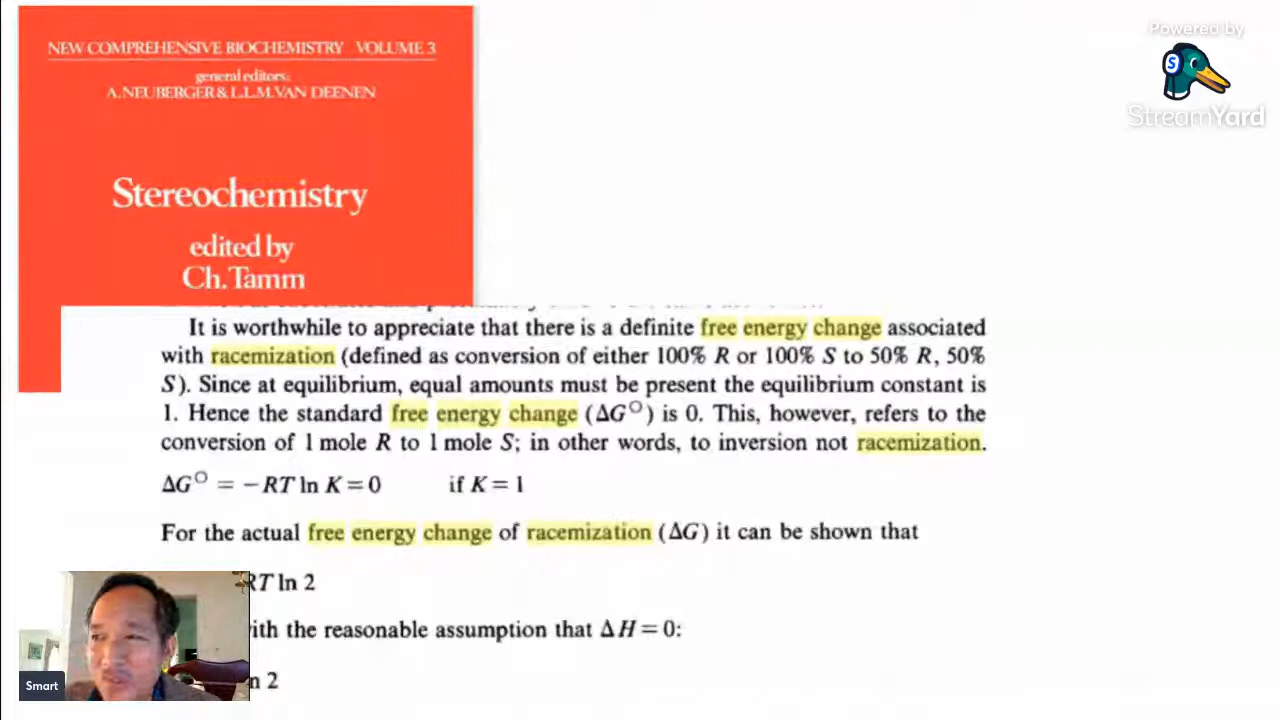 NEW COMPREHENSIVE BIOCHEMISTRY VOLUME 3
general editors:
A. NEUBERGER & L.L.M. VAN DEENEN
Stereochemistry
edited by
Ch. Tamm
Powered by
S
StreamYard
It is worthwhile to appreciate that there is a definite free energy change associated
with racemization (defined as conversion of either 100% R or 100% S to 50% R, 50%
S). Since at equilibrium, equal amounts must be present the equilibrium constant is
1. Hence the standard free energy change (ΔG°) is 0. This, however, refers to the
conversion of 1 mole R to 1 mole S; in other words, to inversion not racemization.
ΔG° = −RT ln K = 0 if K = 1
For the actual free energy change of racemization (ΔG) it can be shown that
RT ln 2
ith the reasonable assumption that ΔH = 0:
n 2
Smart